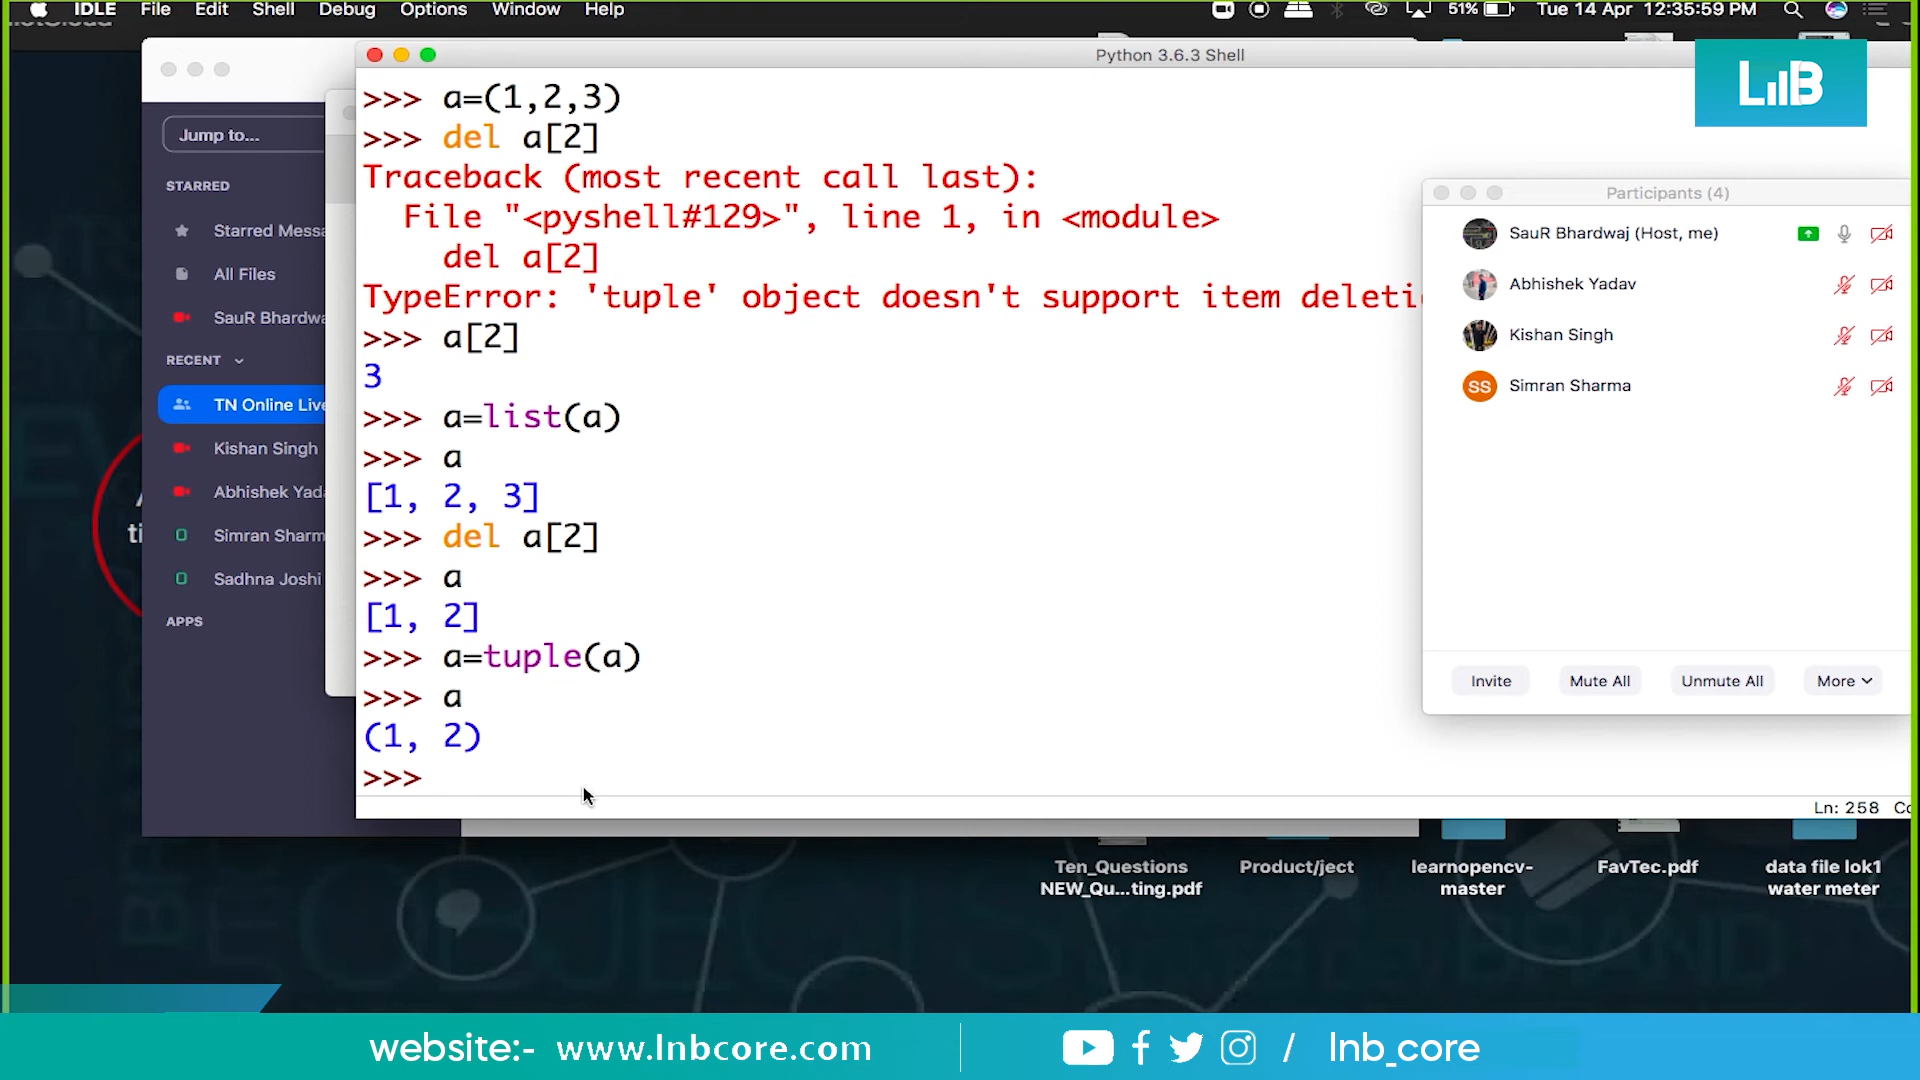 IDLE File Edit Shell Debug Options Window Help
51% Tue 14 Apr 12:35:59 PM
Python 3.6.3 Shell
LnB
Jump to...
STARRED
Starred Messa
All Files
SauR Bhardwa
RECENT
TN Online Live
Kishan Singh
Abhishek Yada
Simran Sharm
Sadhna Joshi
APPS
>>> a=(1,2,3)
>>> del a[2]
Traceback (most recent call last):
File "<pyshell#129>", line 1, in <module>
del a[2]
TypeError: 'tuple' object doesn't support item deleti
>>> a[2]
3
>>> a=list(a)
>>> a
[1, 2, 3]
>>> del a[2]
>>> a
[1, 2]
>>> a=tuple(a)
>>> a
(1, 2)
>>>
Ln: 258 Co
Participants (4)
SauR Bhardwaj (Host, me)
Abhishek Yadav
Kishan Singh
SS Simran Sharma
Invite Mute All Unmute All More
Ten_Questions
NEW_Qu...ting.pdf
Product/ject
learnopencv-
master
FavTec.pdf
data file lok1
water meter
website:- www.lnbcore.com
/ lnb_core